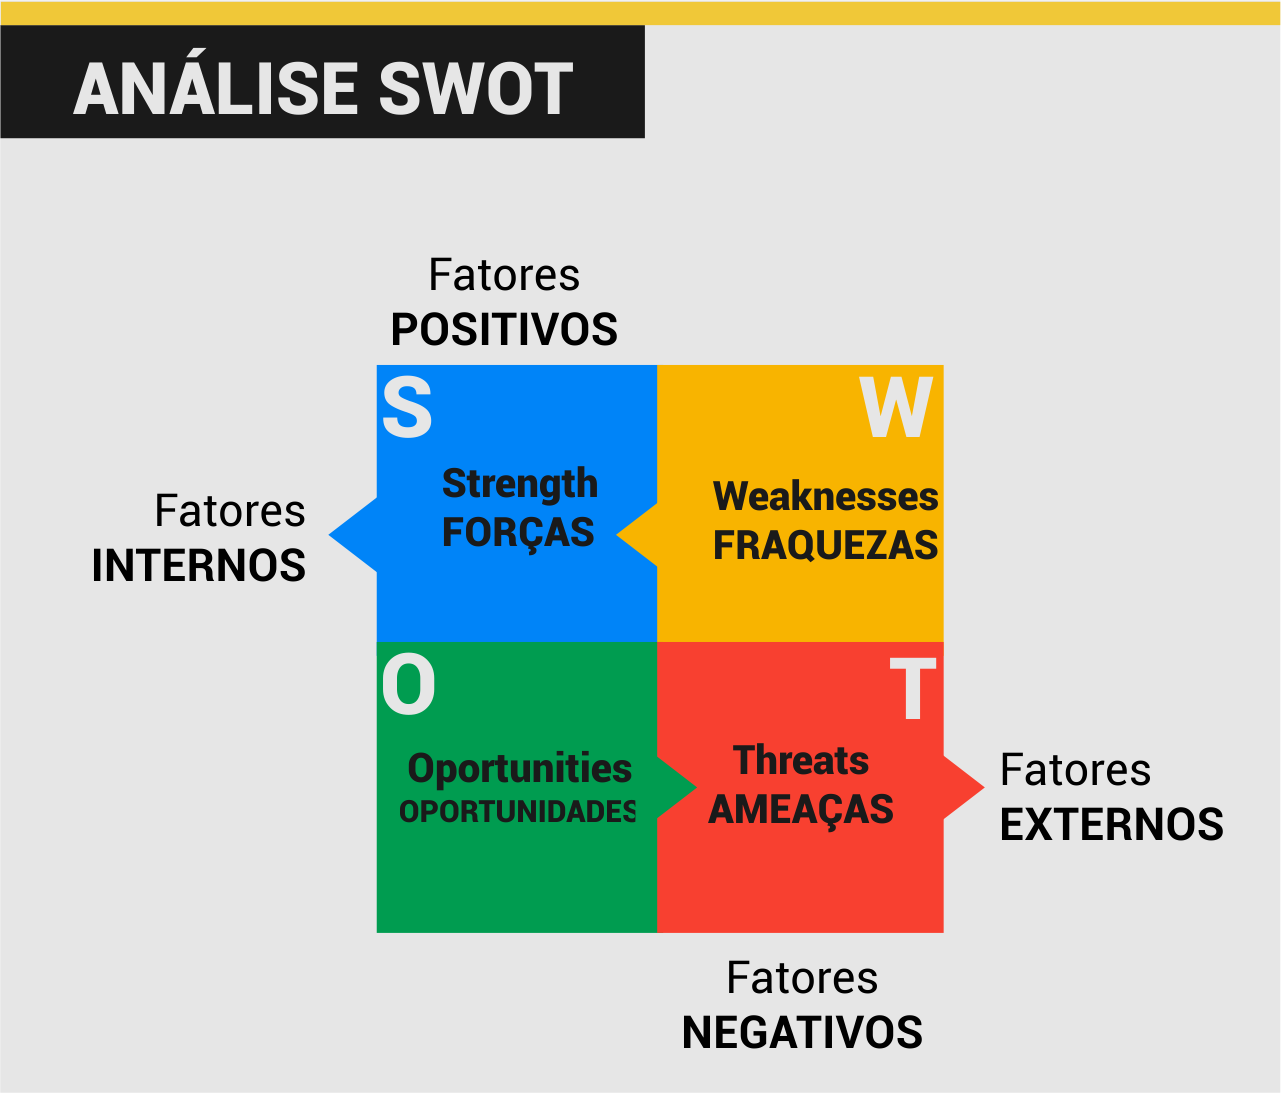 ANÁLISE SWOT
Fatores
POSITIVOS
S
W
Strength
FORÇAS
Weaknesses
FRAQUEZAS
Fatores
INTERNOS
O
T
Oportunities
OPORTUNIDADES
Threats
AMEAÇAS
Fatores
EXTERNOS
Fatores
NEGATIVOS